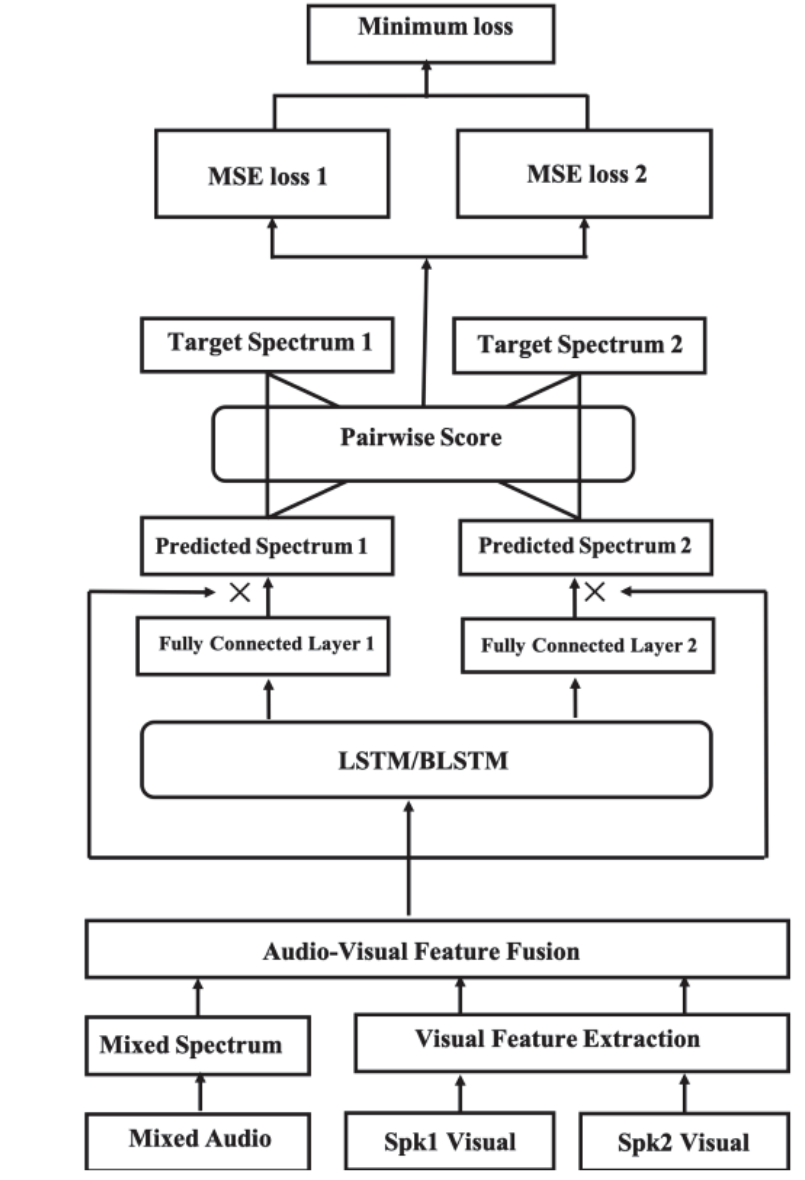 Minimum loss
MSE loss 1
MSE loss 2
Target Spectrum 1
Target Spectrum 2
Pairwise Score
Predicted Spectrum 1
Predicted Spectrum 2
×
×
Fully Connected Layer 1
Fully Connected Layer 2
LSTM/BLSTM
Audio-Visual Feature Fusion
Mixed Spectrum
Visual Feature Extraction
Mixed Audio
Spk1 Visual
Spk2 Visual